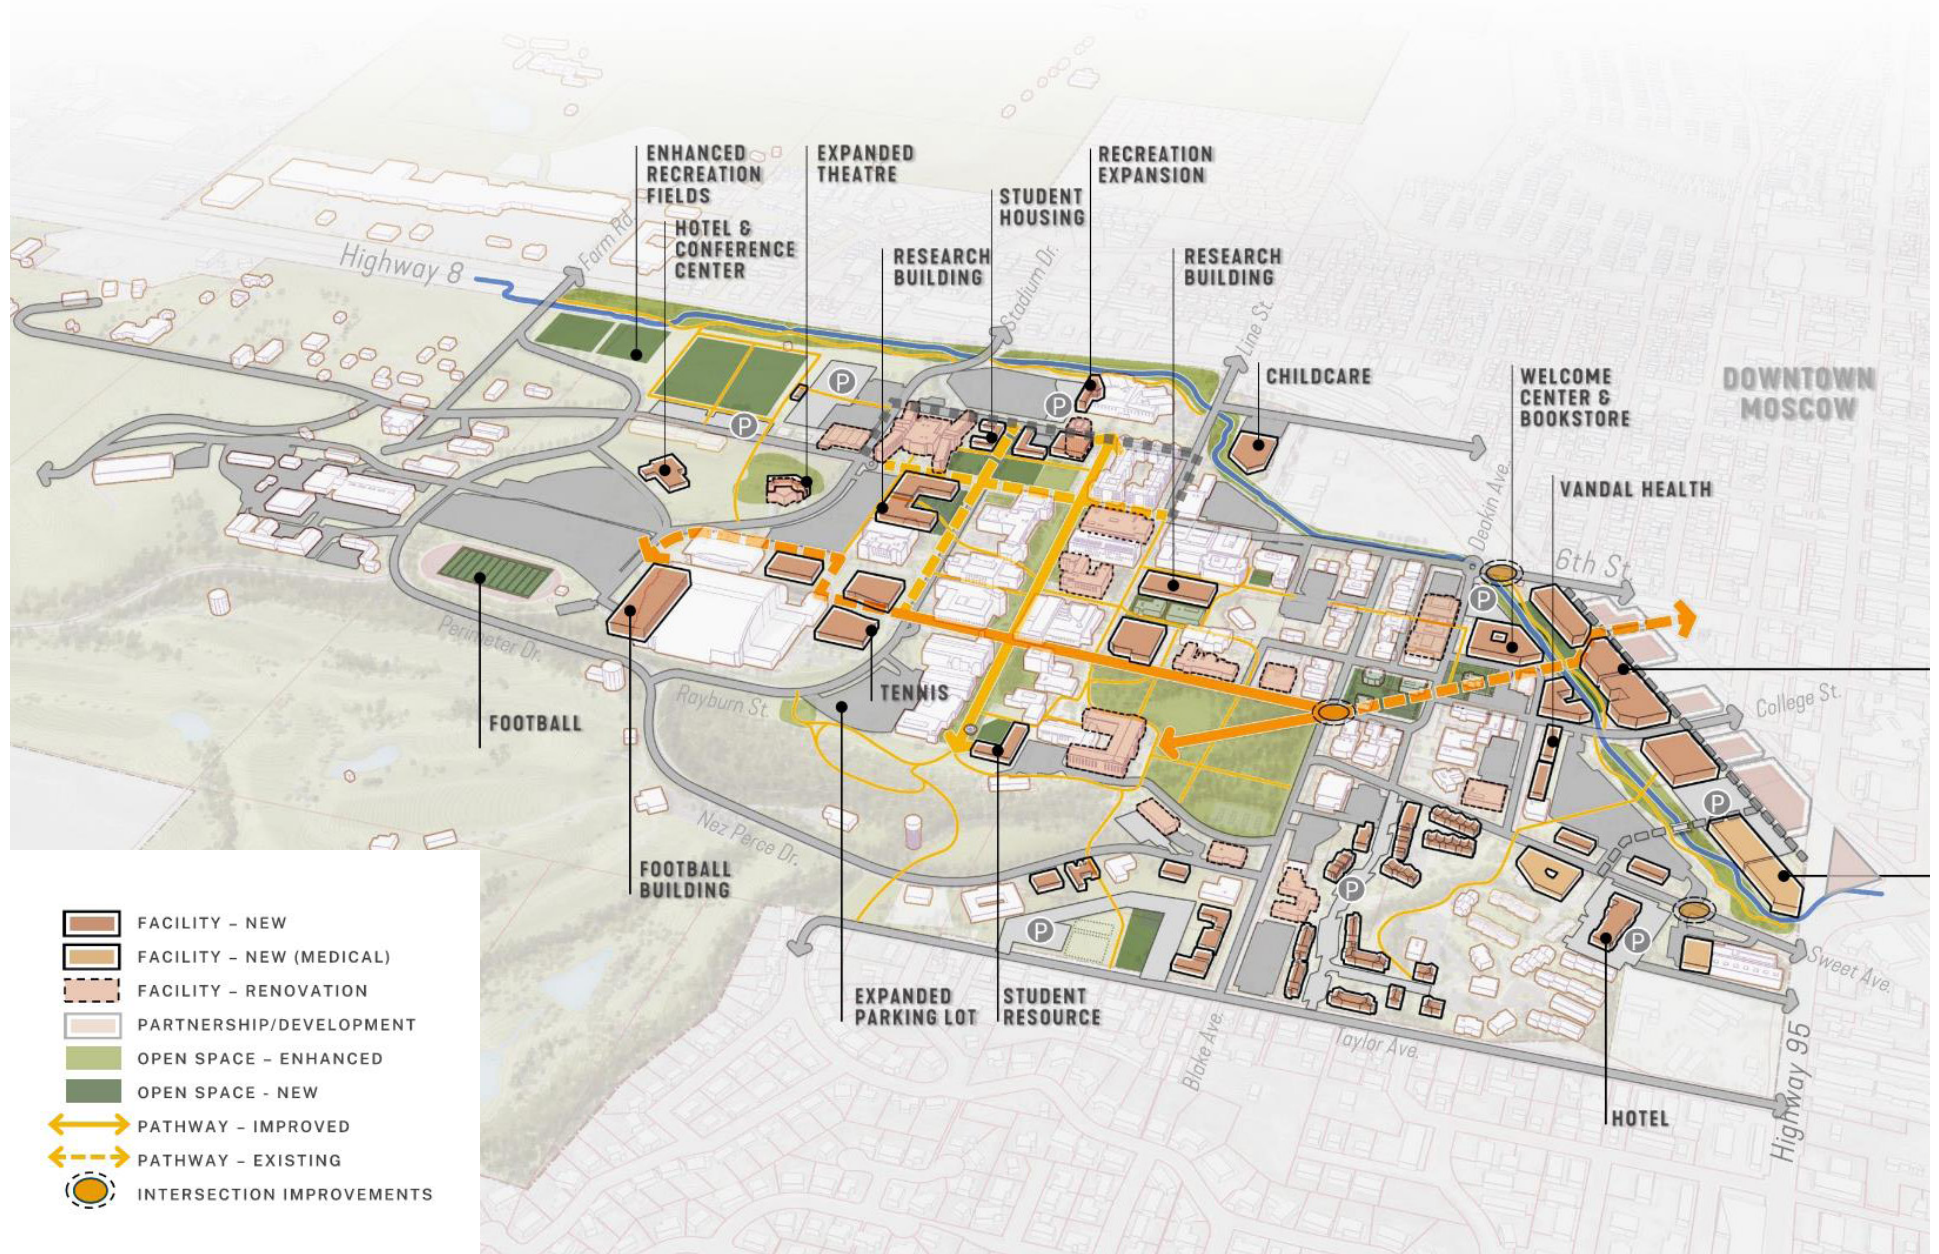 ENHANCED
RECREATION
FIELDS
EXPANDED
THEATRE
RECREATION
EXPANSION
STUDENT
HOUSING
HOTEL &
CONFERENCE
CENTER
RESEARCH
BUILDING
RESEARCH
BUILDING
Highway 8
Farm Rd.
Stadium Dr.
Line St.
CHILDCARE
WELCOME
CENTER &
BOOKSTORE
DOWNTOWN
MOSCOW
P
P
P
Deakin Ave.
VANDAL HEALTH
6th St.
P
Perimeter Dr.
Rayburn St.
TENNIS
College St.
FOOTBALL
P
Nez Perce Dr.
FOOTBALL
BUILDING
P
P
P
Sweet Ave.
EXPANDED
PARKING LOT
STUDENT
RESOURCE
Blake Ave.
Taylor Ave.
Highway 95
HOTEL
FACILITY – NEW
FACILITY – NEW (MEDICAL)
FACILITY – RENOVATION
PARTNERSHIP/DEVELOPMENT
OPEN SPACE – ENHANCED
OPEN SPACE - NEW
PATHWAY – IMPROVED
PATHWAY – EXISTING
INTERSECTION IMPROVEMENTS